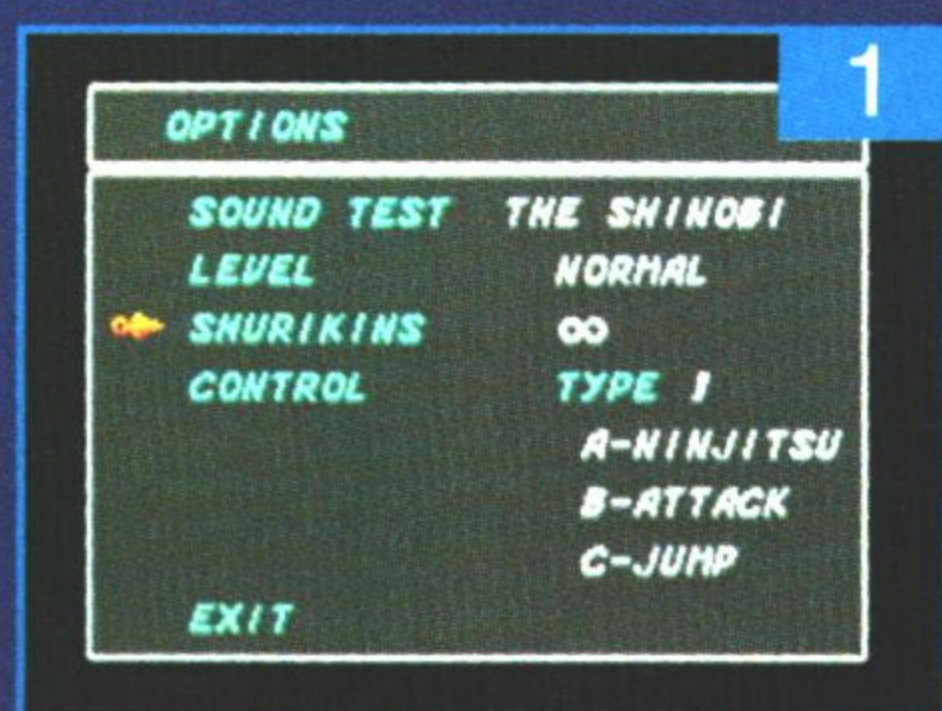 1
OPTIONS
SOUND TEST THE SHINOBI
LEVEL NORMAL
SHURIKINS ∞
CONTROL TYPE 1
A-NINJITSU
B-ATTACK
C-JUMP
EXIT